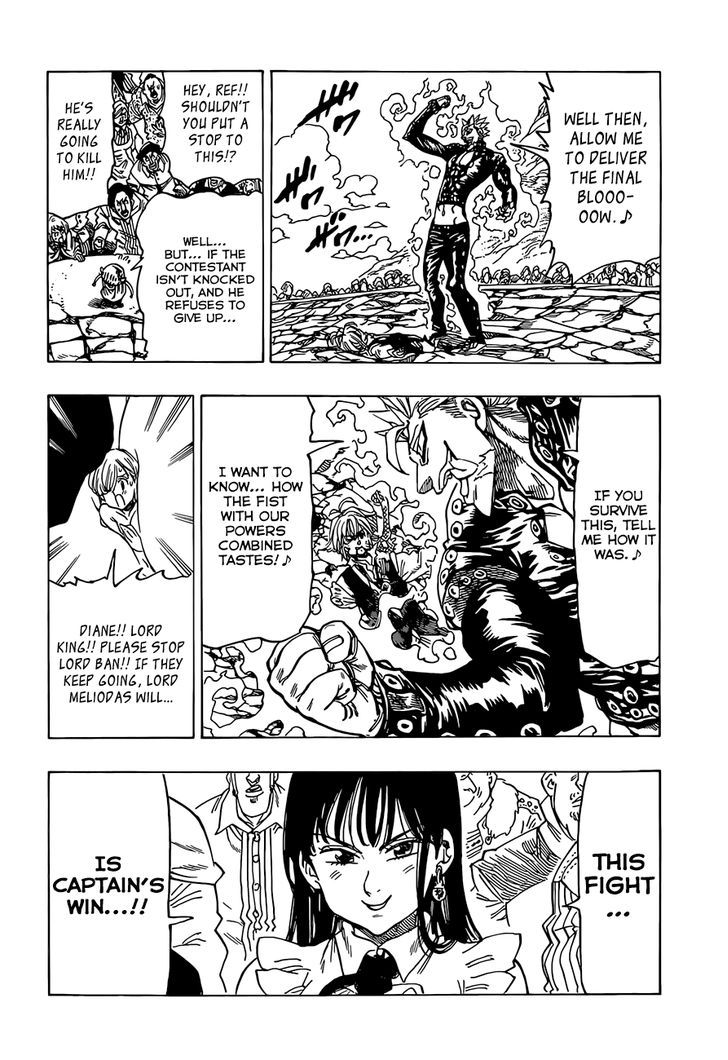 WELL THEN,
ALLOW ME
TO DELIVER
THE FINAL
BLOOO-
OOW.♪
HEY, REF!!
SHOULDN'T
YOU PUT A
STOP TO
THIS!?
HE'S
REALLY
GOING
TO KILL
HIM!!
WELL...
BUT... IF THE
CONTESTANT
ISN'T KNOCKED
OUT, AND HE
REFUSES TO
GIVE UP...
IF YOU
SURVIVE
THIS, TELL
ME HOW IT
WAS.♪
I WANT TO
KNOW... HOW
THE FIST
WITH OUR
POWERS
COMBINED
TASTES!♪
DIANE!! LORD
KING!! PLEASE STOP
LORD BAN!! IF THEY
KEEP GOING, LORD
MELIODAS WILL...
THIS
FIGHT
...
IS
CAPTAIN'S
WIN...!!